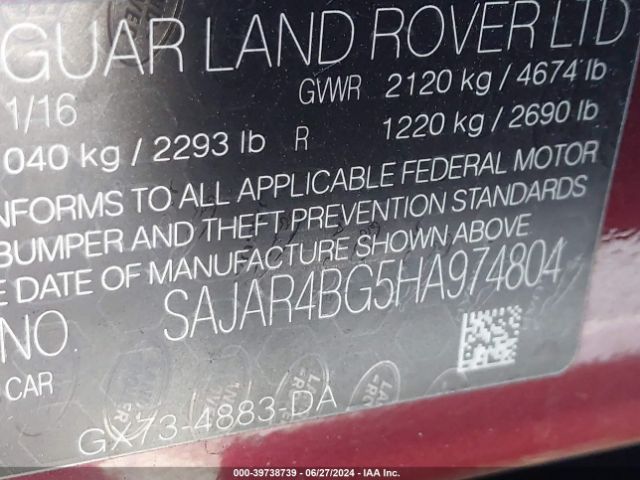 GUAR LAND ROVER LTD
1/16 GVWR 2120 kg / 4674 lb
040 kg / 2293 lb R 1220 kg / 2690 lb
NFORMS TO ALL APPLICABLE FEDERAL MOTOR
BUMPER AND THEFT PREVENTION STANDARDS
E DATE OF MANUFACTURE SHOWN ABOVE
NO SAJAR4BG5HA974804
CAR
GX73-4883-DA
000-39738739 - 06/27/2024 - IAA Inc.